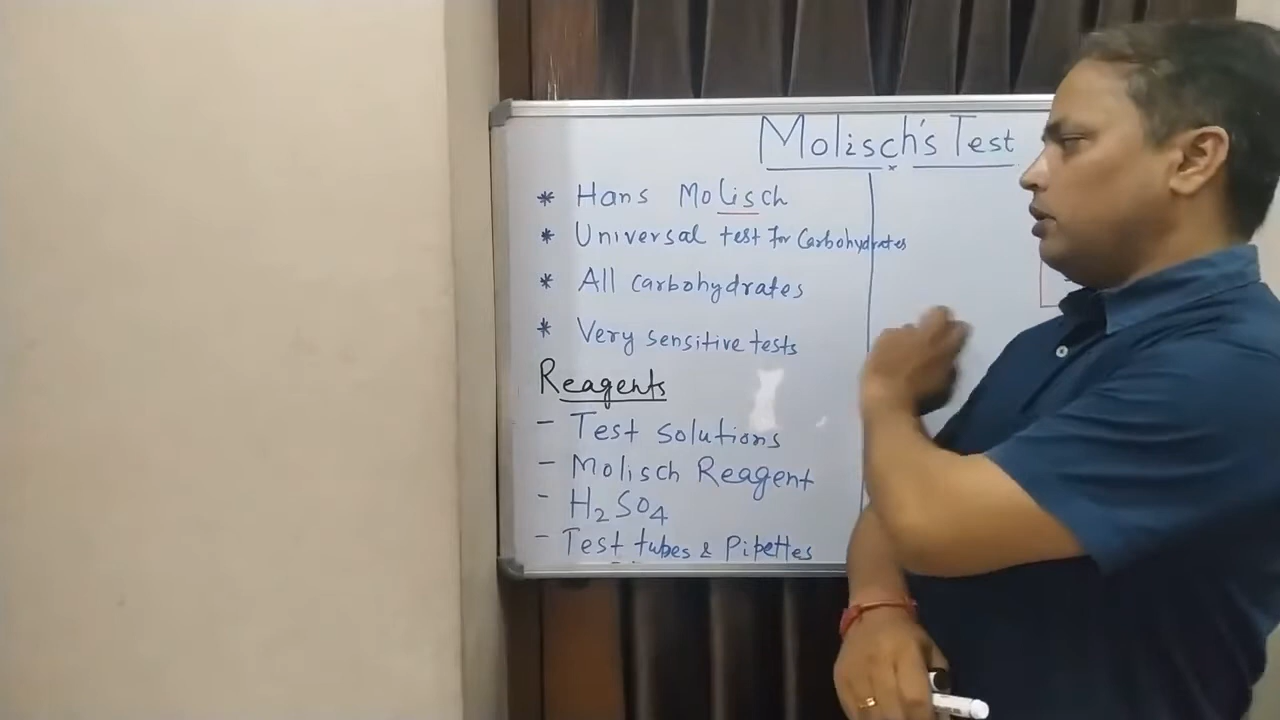 Molisch's Test
* Hans Molisch
* Universal test for Carbohydrates
* All carbohydrates
* Very sensitive tests
Reagents
- Test solutions
- Molisch Reagent
- H₂SO₄
- Test tubes & Pipettes